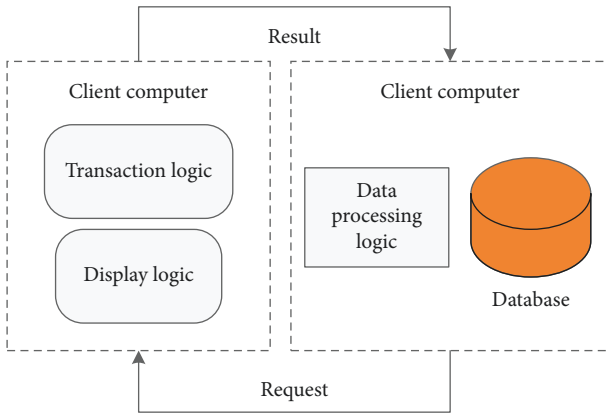 Result
Client computer
Transaction logic
Display logic
Client computer
Data
processing
logic
Database
Request